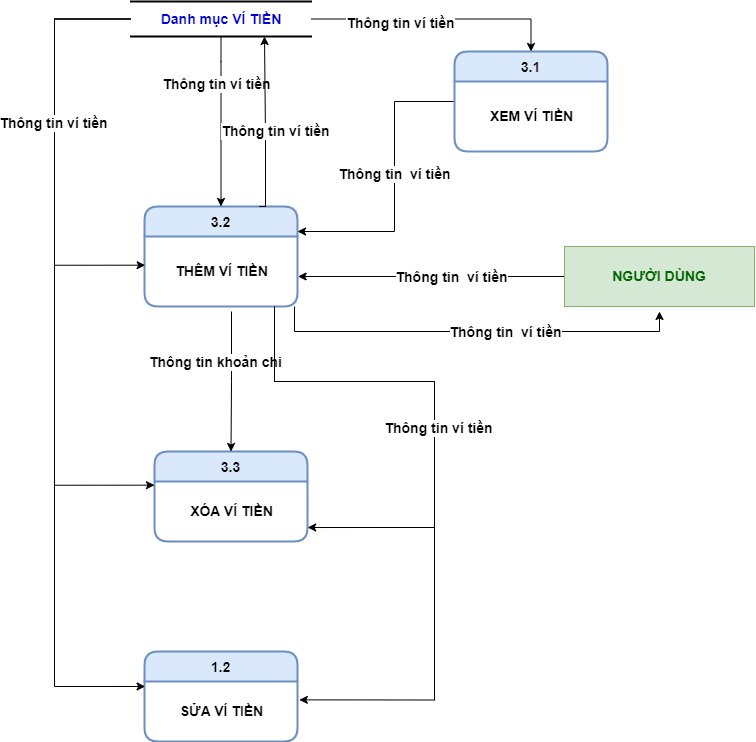 Danh mục VÍ TIỀN
Thông tin ví tiền
3.1
XEM VÍ TIỀN
Thông tin ví tiền
Thông tin ví tiền
Thông tin ví tiền
Thông tin ví tiền
3.2
THÊM VÍ TIỀN
Thông tin ví tiền
NGƯỜI DÙNG
Thông tin ví tiền
Thông tin khoản chi
Thông tin ví tiền
3.3
XÓA VÍ TIỀN
1.2
SỬA VÍ TIỀN